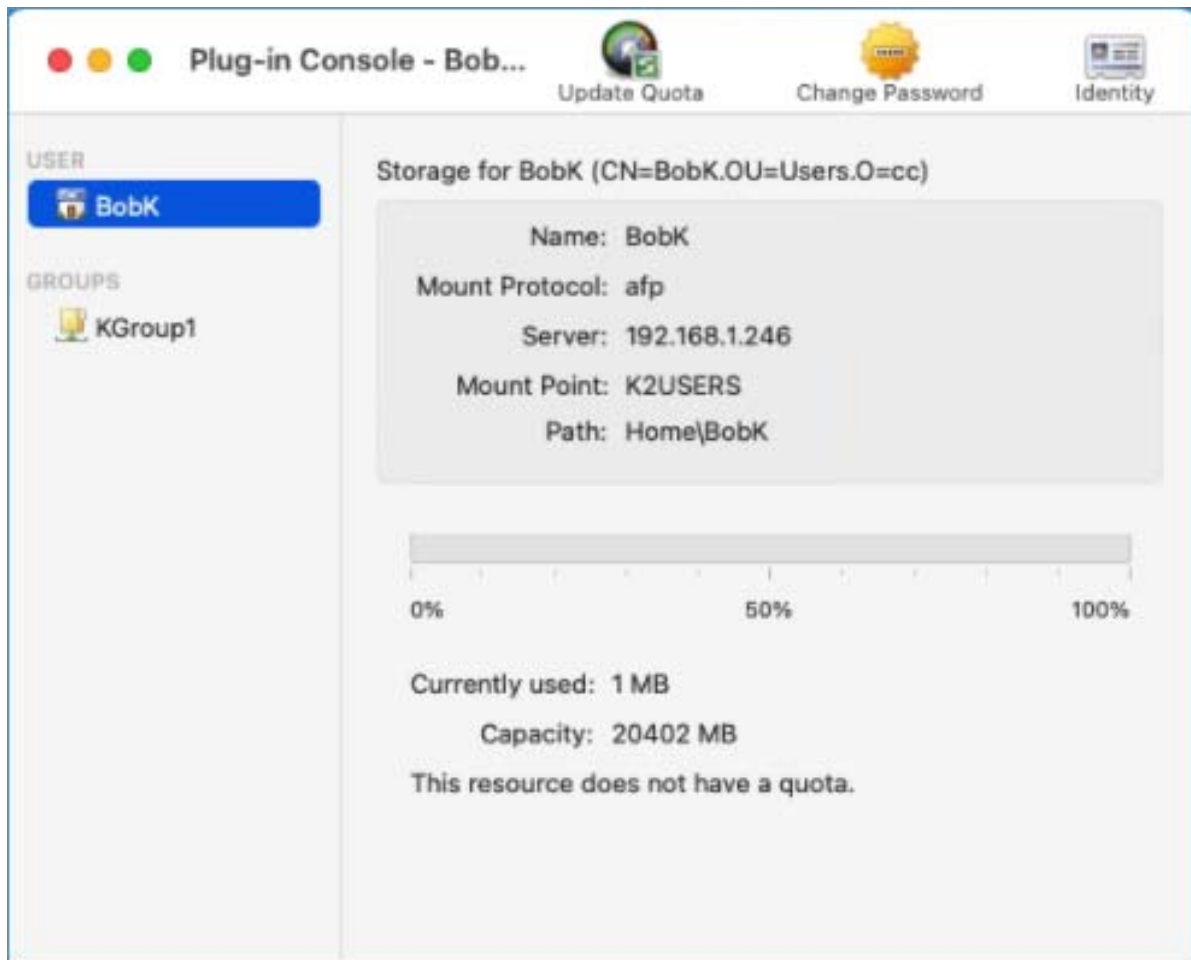 Plug-in Console - Bob...
Update Quota
Change Password
Identity
USER
BobK
GROUPS
KGroup1
Storage for BobK (CN=BobK.OU=Users.O=cc)
Name: BobK
Mount Protocol: afp
Server: 192.168.1.246
Mount Point: K2USERS
Path: Home\BobK
0% 50% 100%
Currently used: 1 MB
Capacity: 20402 MB
This resource does not have a quota.